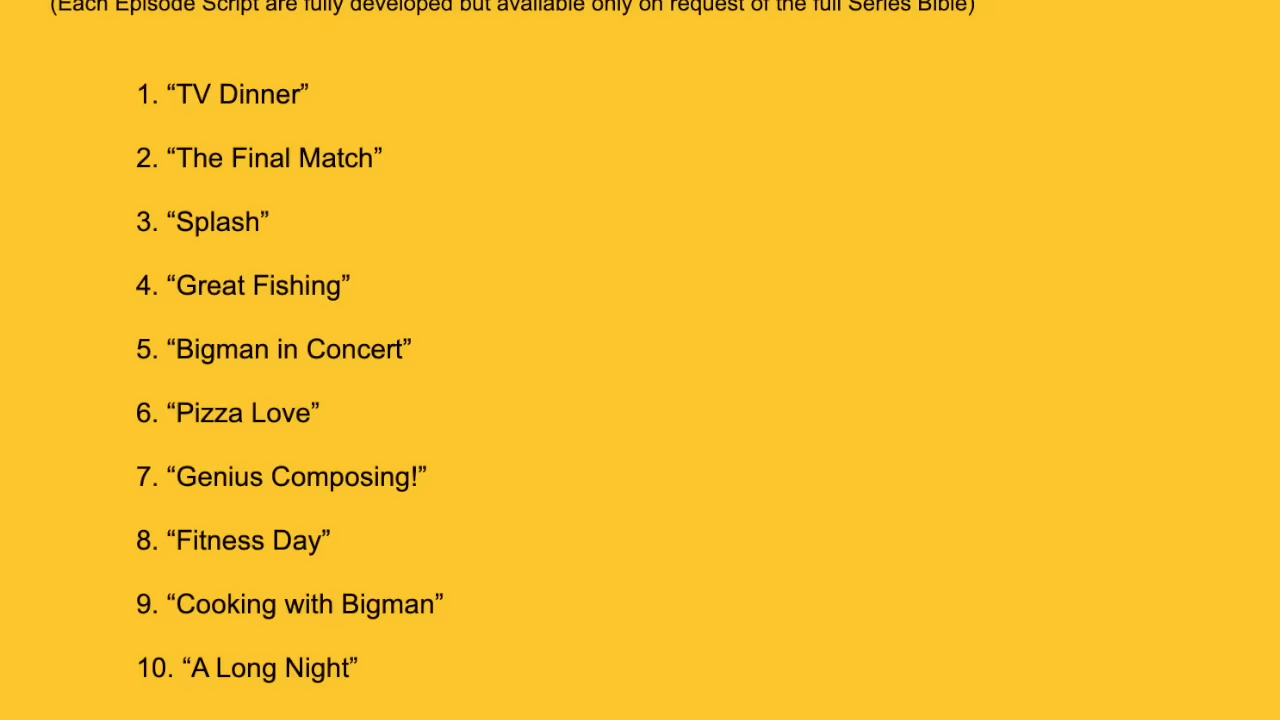 (Each Episode Script are fully developed but available only on request of the full Series Bible)
1. “TV Dinner”
2. “The Final Match”
3. “Splash”
4. “Great Fishing”
5. “Bigman in Concert”
6. “Pizza Love”
7. “Genius Composing!”
8. “Fitness Day”
9. “Cooking with Bigman”
10. “A Long Night”